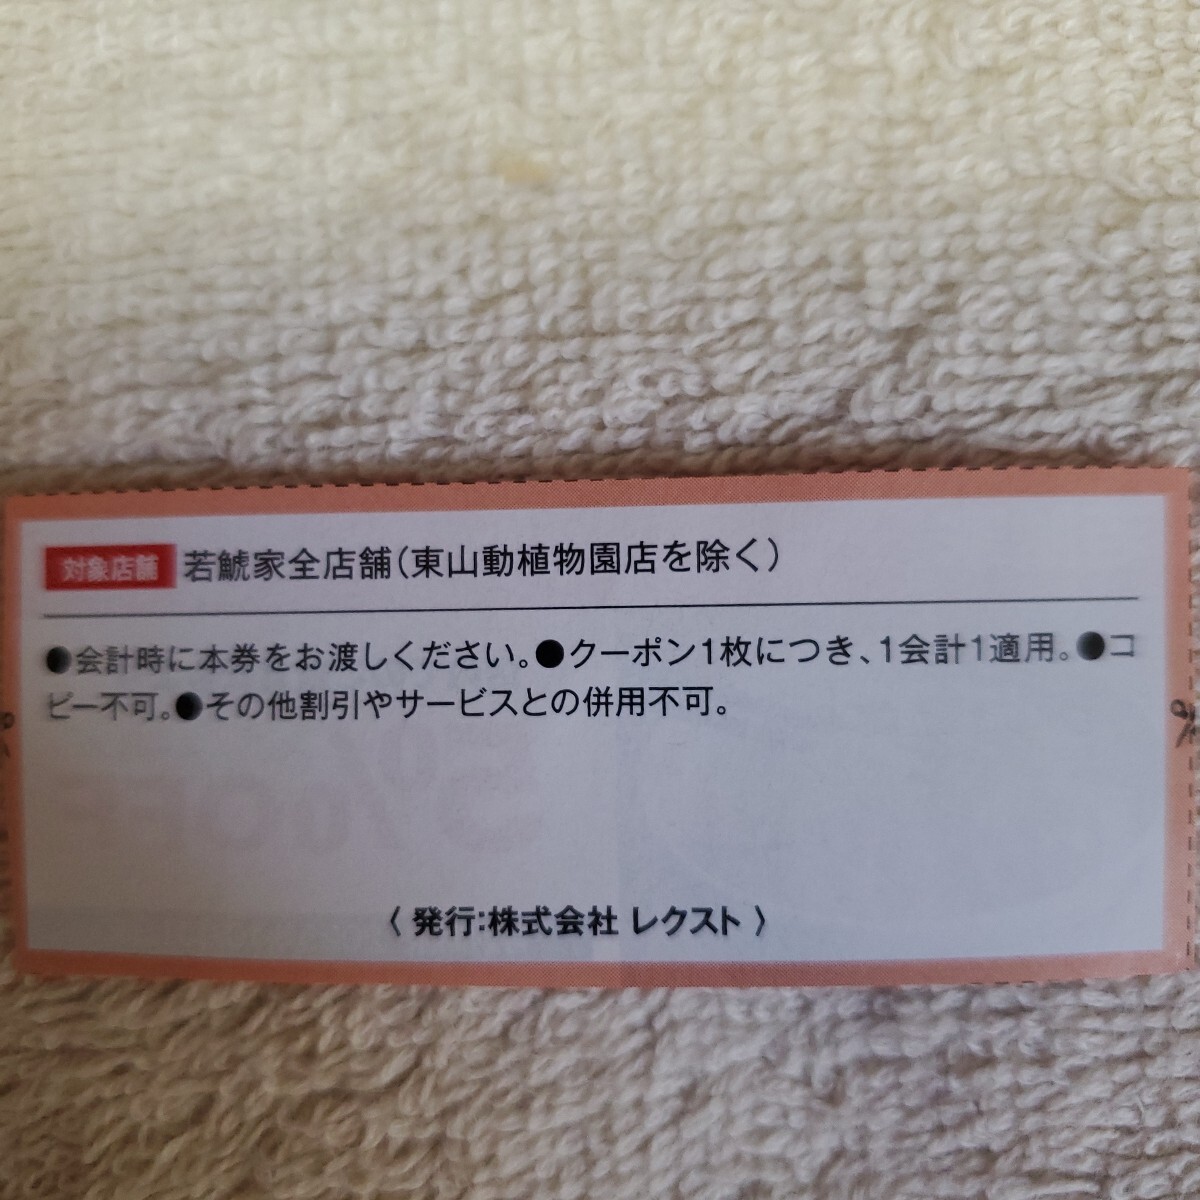 対象店舗 若鯱家全店舗(東山動植物園店を除く)
●会計時に本券をお渡しください。●クーポン1枚につき、1会計1適用。●コ
ピー不可。●その他割引やサービスとの併用不可。
〈 発行:株式会社 レクスト 〉